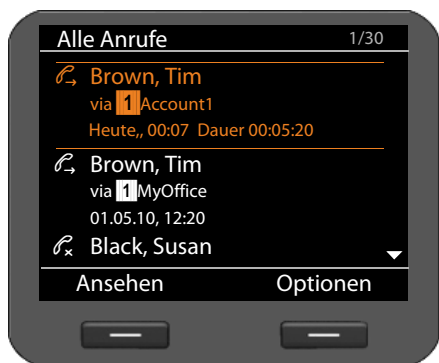 Alle Anrufe 1/30
Brown, Tim
via 1 Account1
Heute,, 00:07 Dauer 00:05:20
Brown, Tim
via 1 MyOffice
01.05.10, 12:20
Black, Susan
Ansehen Optionen